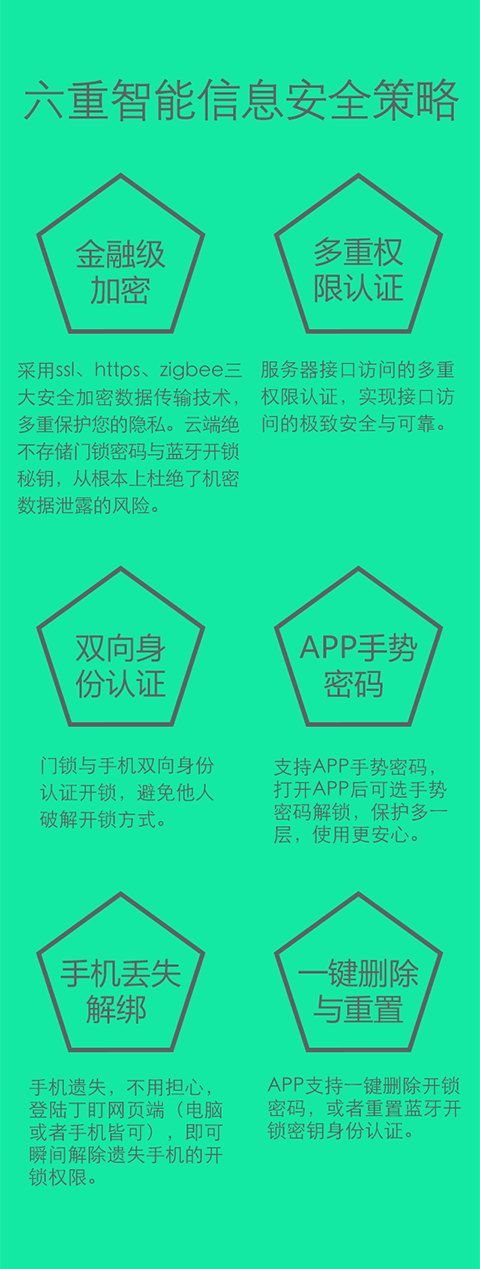 六重智能信息安全策略
金融级
加密
采用ssl、https、zigbee三
大安全加密数据传输技术，
多重保护您的隐私。云端绝
不存储门锁密码与蓝牙开锁
秘钥，从根本上杜绝了机密
数据泄露的风险。
多重权
限认证
服务器接口访问的多重
权限认证，实现接口访
问的极致安全与可靠。
双向身
份认证
门锁与手机双向身份
认证开锁，避免他人
破解开锁方式。
APP手势
密码
支持APP手势密码，
打开APP后可选手势
密码解锁，保护多一
层，使用更安心。
手机丢失
解绑
手机遗失，不用担心，
登陆丁盯网页端（电脑
或者手机皆可），即可
瞬间解除遗失手机的开
锁权限。
一键删除
与重置
APP支持一键删除开锁
密码，或者重置蓝牙开
锁密钥身份认证。